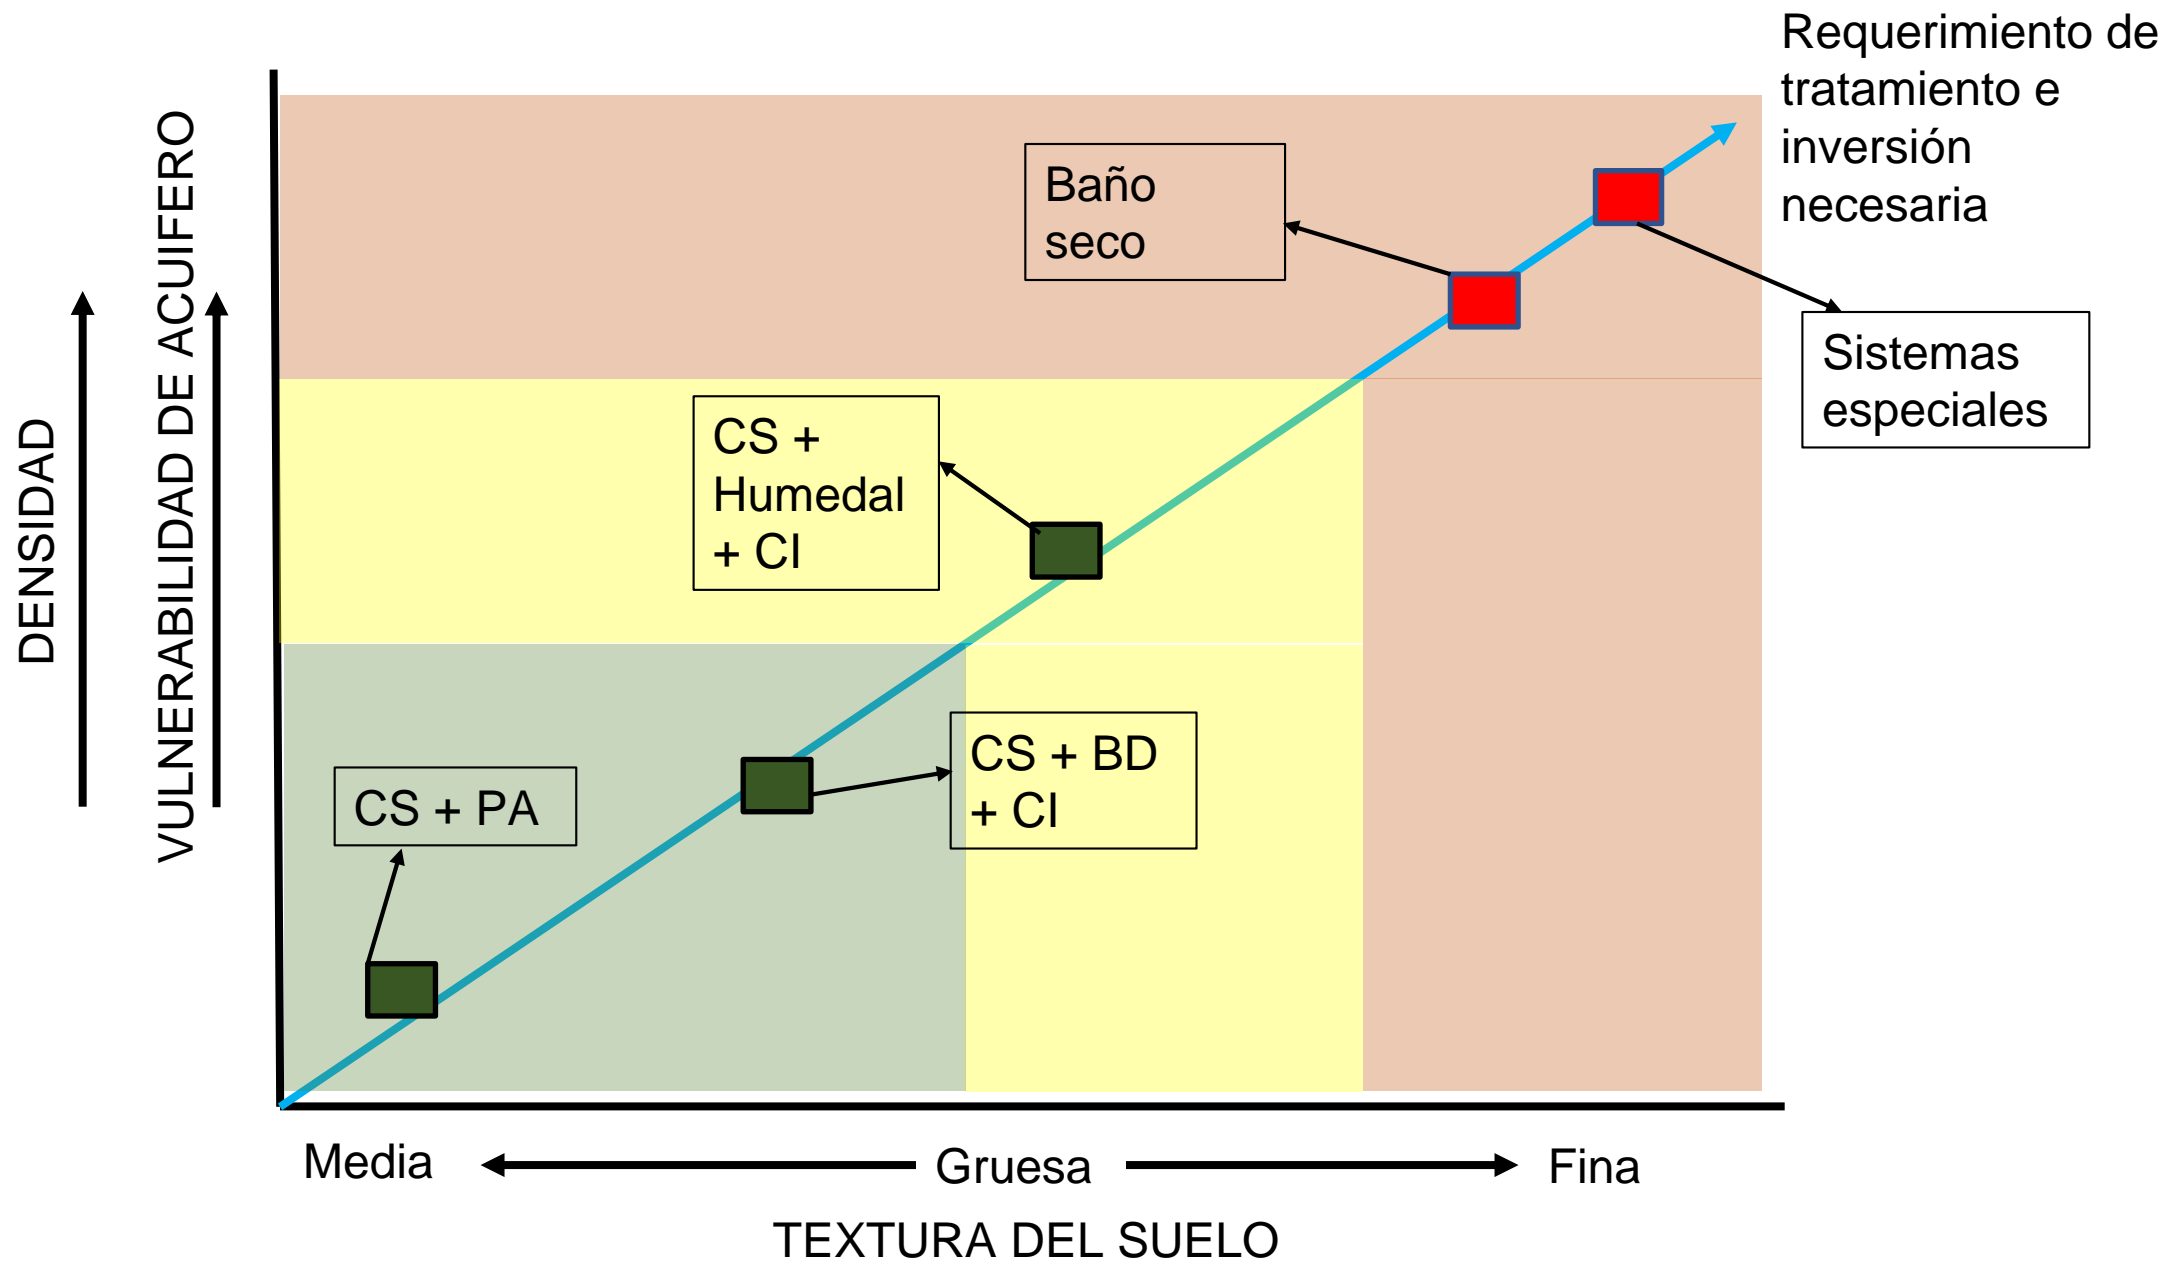 Requerimiento de
tratamiento e
inversión
necesaria
DENSIDAD
VULNERABILIDAD DE ACUIFERO
Baño
seco
Sistemas
especiales
CS +
Humedal
+ CI
CS + BD
+ CI
CS + PA
Media
Gruesa
Fina
TEXTURA DEL SUELO